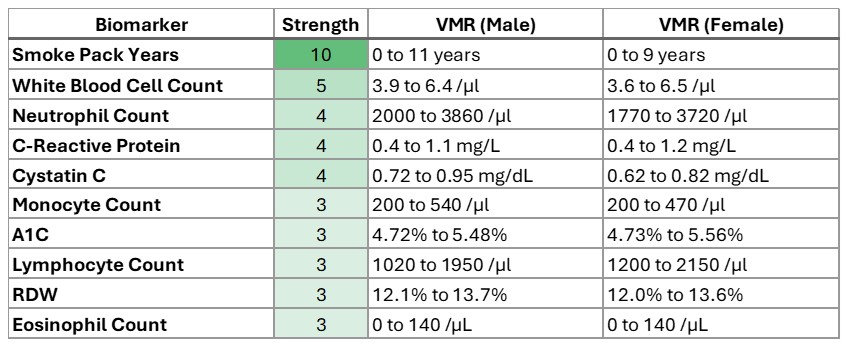 Biomarker Strength VMR (Male) VMR (Female)
Smoke Pack Years 10 0 to 11 years 0 to 9 years
White Blood Cell Count 5 3.9 to 6.4 /µl 3.6 to 6.5 /µl
Neutrophil Count 4 2000 to 3860 /µl 1770 to 3720 /µl
C-Reactive Protein 4 0.4 to 1.1 mg/L 0.4 to 1.2 mg/L
Cystatin C 4 0.72 to 0.95 mg/dL 0.62 to 0.82 mg/dL
Monocyte Count 3 200 to 540 /µl 200 to 470 /µl
A1C 3 4.72% to 5.48% 4.73% to 5.56%
Lymphocyte Count 3 1020 to 1950 /µl 1200 to 2150 /µl
RDW 3 12.1% to 13.7% 12.0% to 13.6%
Eosinophil Count 3 0 to 140 /µL 0 to 140 /µL